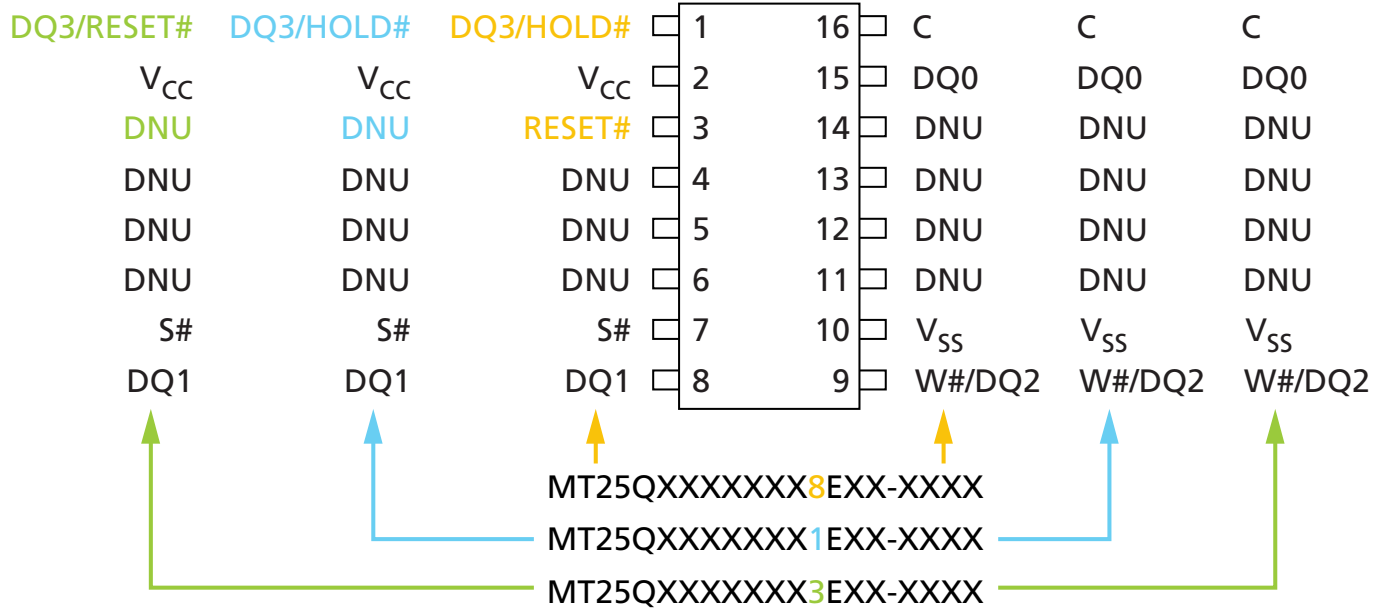 DQ3/RESET# DQ3/HOLD# DQ3/HOLD# 1 16 C C C
VCC VCC VCC 2 15 DQ0 DQ0 DQ0
DNU DNU RESET# 3 14 DNU DNU DNU
DNU DNU DNU 4 13 DNU DNU DNU
DNU DNU DNU 5 12 DNU DNU DNU
DNU DNU DNU 6 11 DNU DNU DNU
S# S# S# 7 10 VSS VSS VSS
DQ1 DQ1 DQ1 8 9 W#/DQ2 W#/DQ2 W#/DQ2
MT25QXXXXXXX8EXX-XXXX
MT25QXXXXXXX1EXX-XXXX
MT25QXXXXXXX3EXX-XXXX